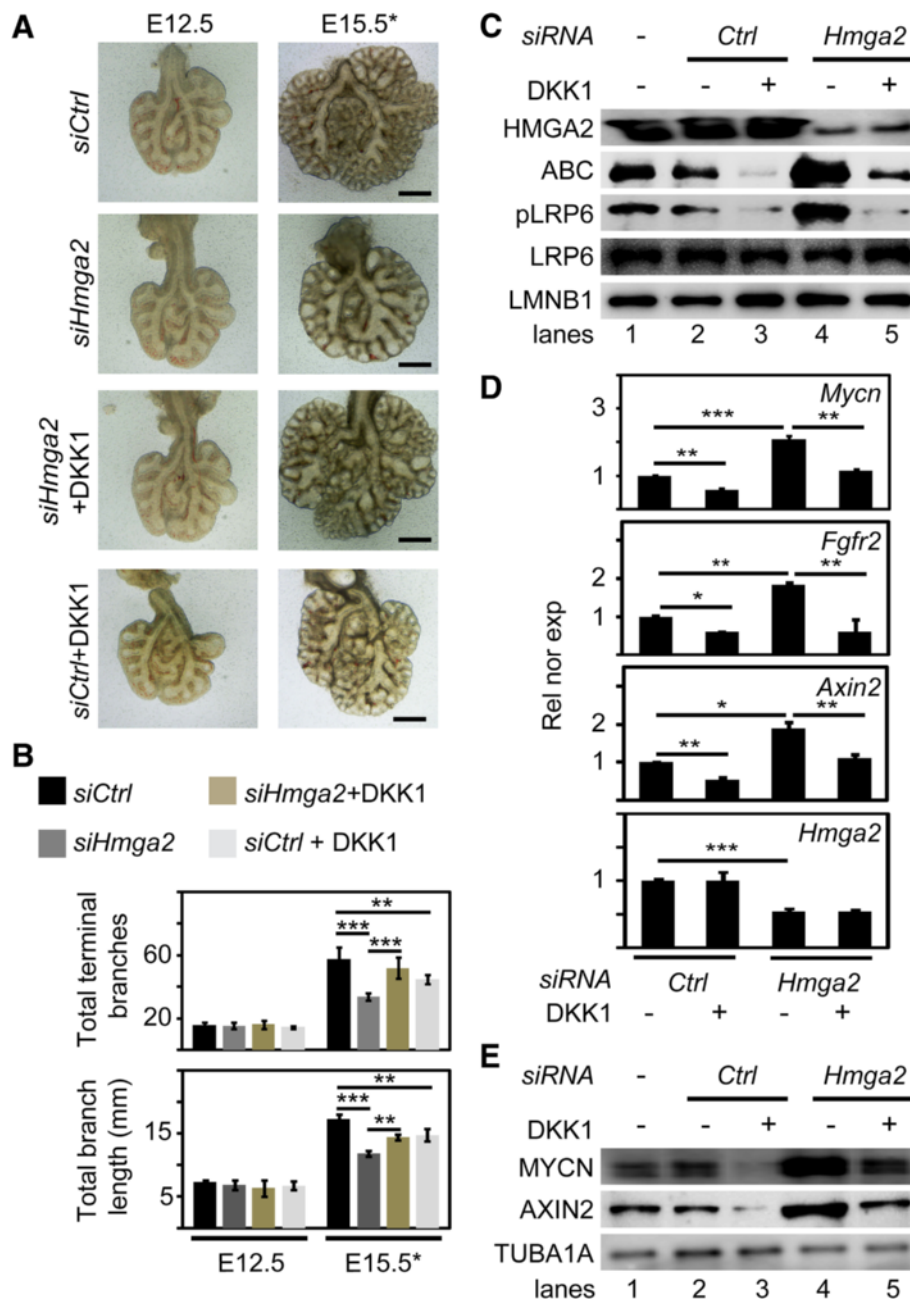 A
E12.5 E15.5*
siCtrl
siHmga2
siHmga2
+DKK1
siCtrl+DKK1
B
siCtrl siHmga2+DKK1
siHmga2 siCtrl + DKK1
Total terminal
branches
60
20
** 
*** ***
Total branch
length (mm)
15
5
**
*** **
E12.5 E15.5*
C
siRNA - Ctrl Hmga2
DKK1 - + - +
HMGA2
ABC
pLRP6
LRP6
LMNB1
lanes 1 2 3 4 5
D
Rel nor exp
Mycn
3
1
*** **
**
Fgfr2
2
1
** **
*
Axin2
2
1
* **
**
Hmga2
1
***
siRNA Ctrl Hmga2
DKK1 - + - +
E
siRNA - Ctrl Hmga2
DKK1 - + - +
MYCN
AXIN2
TUBA1A
lanes 1 2 3 4 5